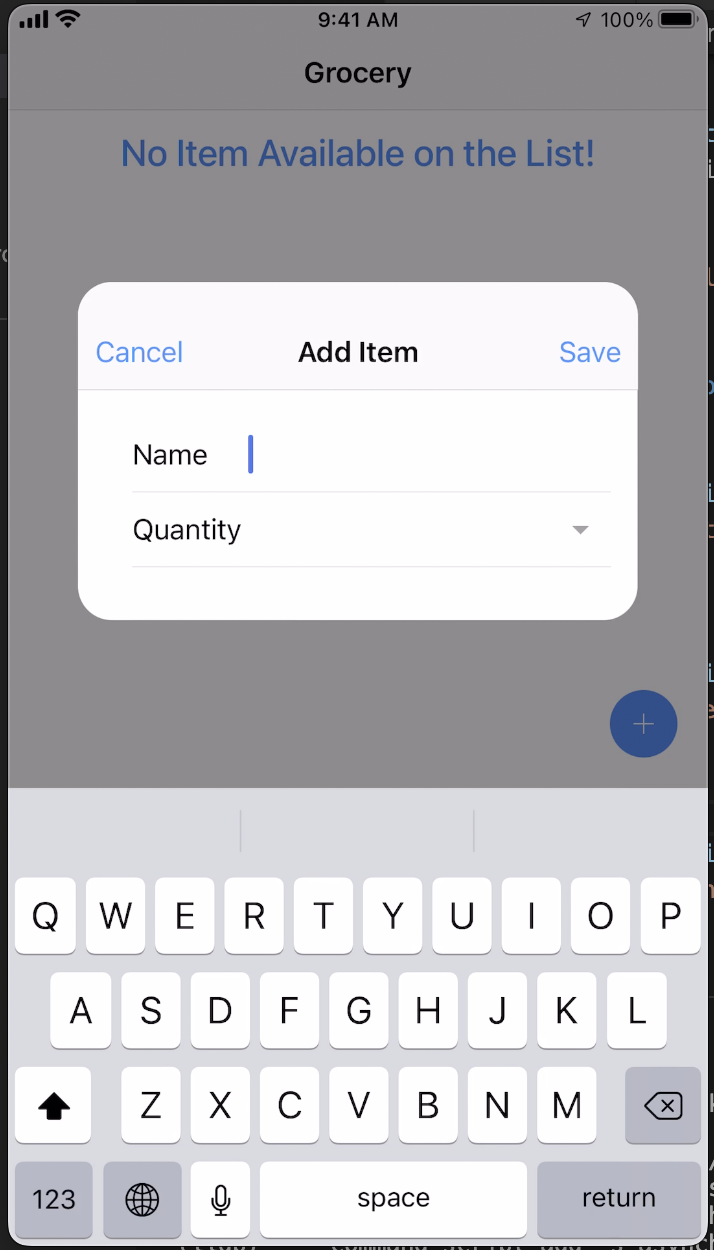 9:41 AM 100%
Grocery
No Item Available on the List!
Cancel Add Item Save
Name
Quantity
Q W E R T Y U I O P
A S D F G H J K L
Z X C V B N M
123 space return